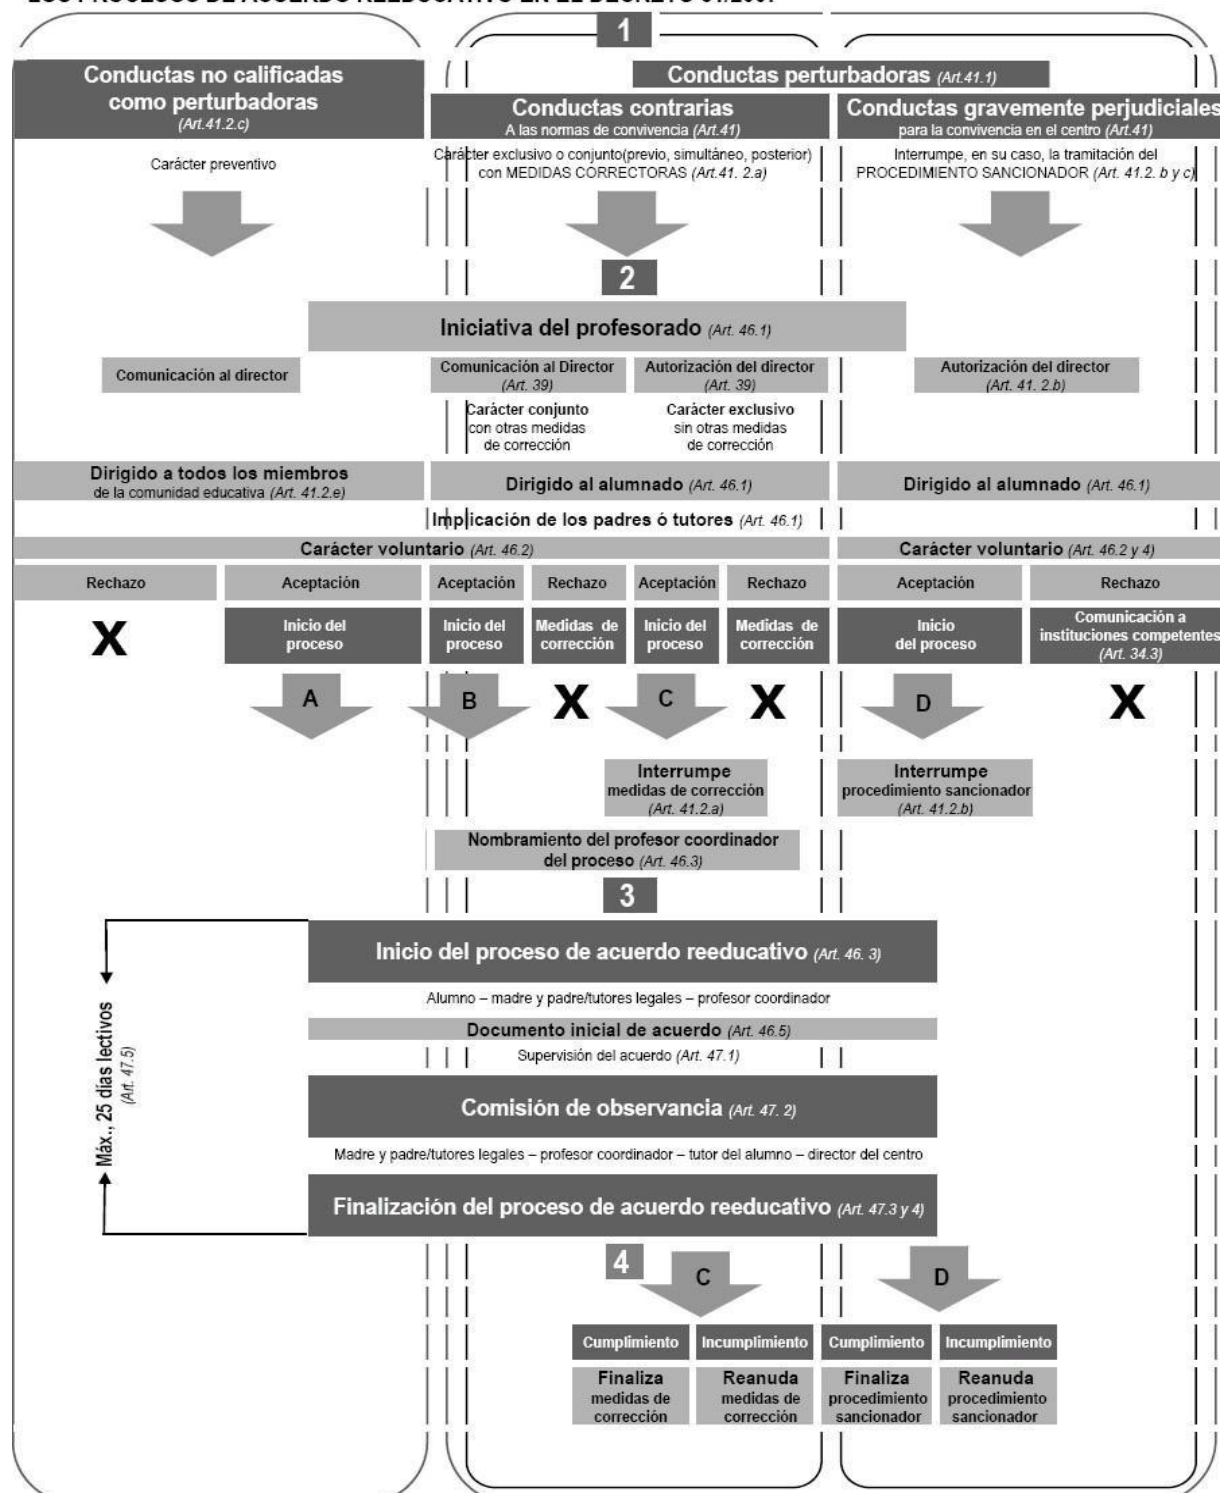 LOS PROCESOS DE ACUERDO REEDUCATIVO EN EL DECRETO 51/2007
1
Conductas no calificadas
como perturbadoras
(Art.41.2.c)
Conductas perturbadoras (Art.41.1)
Conductas contrarias
A las normas de convivencia (Art.41)
Conductas gravemente perjudiciales
para la convivencia en el centro (Art.41)
Carácter preventivo
Carácter exclusivo o conjunto(previo, simultáneo, posterior)
con MEDIDAS CORRECTORAS (Art.41. 2.a)
Interrumpe, en su caso, la tramitación del
PROCEDIMIENTO SANCIONADOR (Art. 41.2. b y c)
2
Iniciativa del profesorado (Art. 46.1)
Comunicación al director
Comunicación al Director
(Art. 39)
Autorización del director
(Art. 39)
Autorización del director
(Art. 41. 2.b)
Carácter conjunto
con otras medidas
de corrección
Carácter exclusivo
sin otras medidas
de corrección
Dirigido a todos los miembros
de la comunidad educativa (Art. 41.2.e)
Dirigido al alumnado (Art. 46.1)
Dirigido al alumnado (Art. 46.1)
Implicación de los padres ó tutores (Art. 46.1)
Carácter voluntario (Art. 46.2)
Carácter voluntario (Art. 46.2 y 4)
Rechazo
Aceptación
Aceptación
Rechazo
Aceptación
Rechazo
Aceptación
Rechazo
X
Inicio del
proceso
Inicio del
proceso
Medidas de
corrección
Inicio del
proceso
Medidas de
corrección
Inicio
del proceso
Comunicación a
instituciones competentes
(Art. 34.3)
A
B
X
C
X
D
X
Interrumpe
medidas de corrección
(Art. 41.2.a)
Interrumpe
procedimiento sancionador
(Art. 41.2.b)
Nombramiento del profesor coordinador
del proceso (Art. 46.3)
3
Inicio del proceso de acuerdo reeducativo (Art. 46. 3)
Alumno – madre y padre/tutores legales – profesor coordinador
Documento inicial de acuerdo (Art. 46.5)
Supervisión del acuerdo (Art. 47.1)
Máx., 25 días lectivos
(Art. 47.5)
Comisión de observancia (Art. 47. 2)
Madre y padre/tutores legales – profesor coordinador – tutor del alumno – director del centro
Finalización del proceso de acuerdo reeducativo (Art. 47.3 y 4)
4
C
D
Cumplimiento
Incumplimiento
Cumplimiento
Incumplimiento
Finaliza
medidas de
corrección
Reanuda
medidas de
corrección
Finaliza
procedimiento
sancionador
Reanuda
procedimiento
sancionador